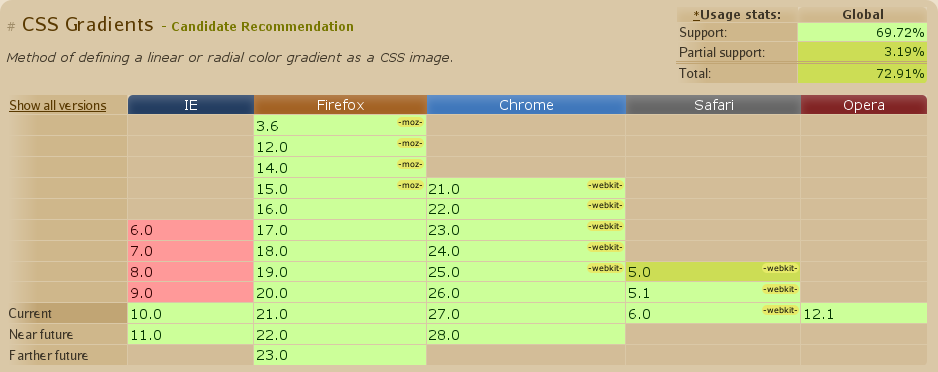 # CSS Gradients - Candidate Recommendation
*Usage stats: Global
Support: 69.72%
Partial support: 3.19%
Total: 72.91%
Method of defining a linear or radial color gradient as a CSS image.
Show all versions IE Firefox Chrome Safari Opera
3.6 -moz-
12.0 -moz-
14.0 -moz-
15.0 -moz- 21.0 -webkit-
16.0 22.0 -webkit-
6.0 17.0 23.0 -webkit-
7.0 18.0 24.0 -webkit-
8.0 19.0 25.0 -webkit- 5.0 -webkit-
9.0 20.0 26.0 5.1 -webkit-
Current 10.0 21.0 27.0 6.0 -webkit- 12.1
Near future 11.0 22.0 28.0
Farther future 23.0